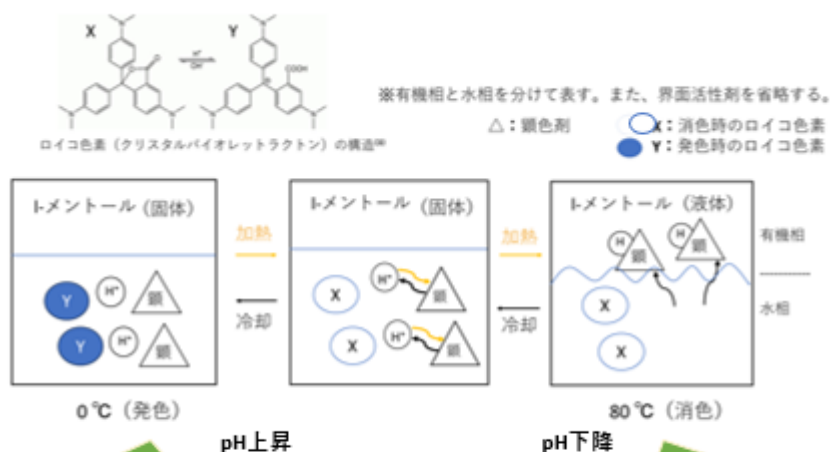 X
Y
H⁺
OH⁻
COOH
ロイコ色素（クリスタルバイオレットラクトン）の構造
※有機相と水相を分けて表す。また、界面活性剤を省略する。
△：顕色剤
X：消色時のロイコ色素
Y：発色時のロイコ色素
l-メントール（固体）
加熱
l-メントール（固体）
加熱
l-メントール（液体）
H 顕
H 顕
有機相
水相
Y H⁺ 顕
Y H⁺ 顕
冷却
X H⁺ 顕
X H⁺ 顕
冷却
X
X
0 ℃（発色）
80 ℃（消色）
pH上昇
pH下降